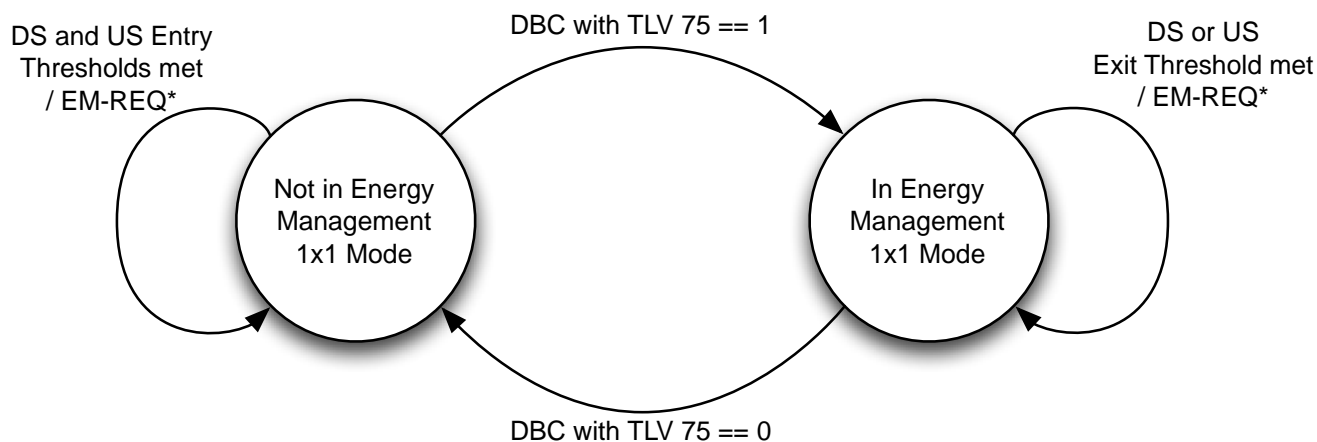 DBC with TLV 75 == 1
DS and US Entry
Thresholds met
/ EM-REQ*
DS or US
Exit Threshold met
/ EM-REQ*
Not in Energy
Management
1x1 Mode
In Energy
Management
1x1 Mode
DBC with TLV 75 == 0